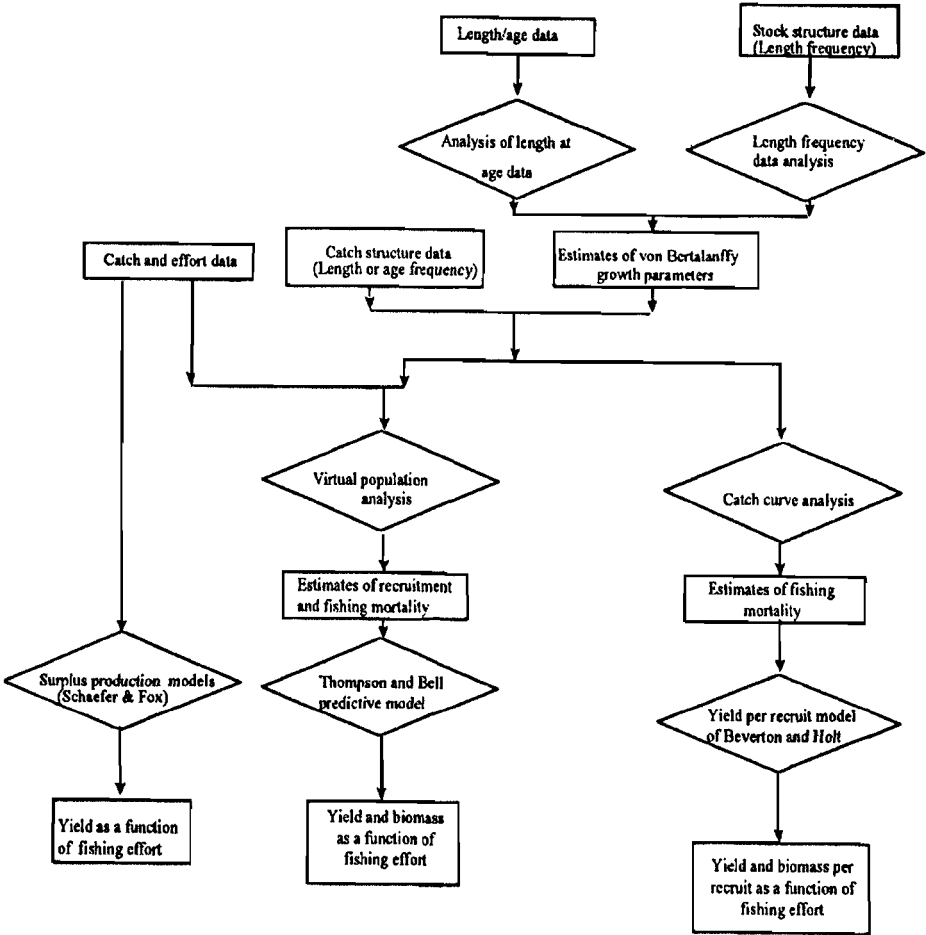 Length/age data
Stock structure data
(Length frequency)
Analysis of length at
age data
Length frequency
data analysis
Catch and effort data
Catch structure data
(Length or age frequency)
Estimates of von Bertalanffy
growth parameters
Virtual population
analysis
Catch curve analysis
Estimates of recruitment
and fishing mortality
Estimates of fishing
mortality
Surplus production models
(Schaefer & Fox)
Thompson and Bell
predictive model
Yield per recruit model
of Beverton and Holt
Yield as a function
of fishing effort
Yield and biomass
as a function of
fishing effort
Yield and biomass per
recruit as a function of
fishing effort